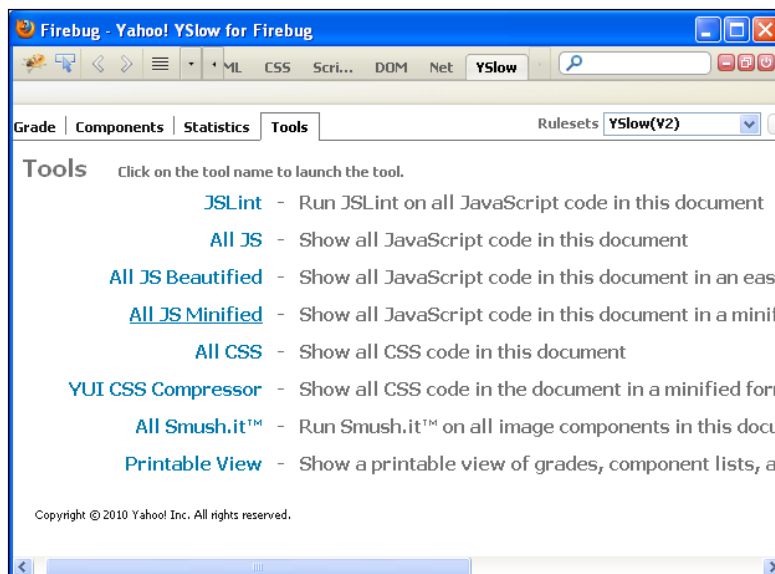 Firebug - Yahoo! YSlow for Firebug
ML CSS Scri... DOM Net YSlow
Grade Components Statistics Tools Rulesets YSlow(V2)
Tools Click on the tool name to launch the tool.
JSLint - Run JSLint on all JavaScript code in this document
All JS - Show all JavaScript code in this document
All JS Beautified - Show all JavaScript code in this document in an eas
All JS Minified - Show all JavaScript code in this document in a minif
All CSS - Show all CSS code in this document
YUI CSS Compressor - Show all CSS code in the document in a minified for
All Smush.it™ - Run Smush.it™ on all image components in this docu
Printable View - Show a printable view of grades, component lists, a
Copyright © 2010 Yahoo! Inc. All rights reserved.